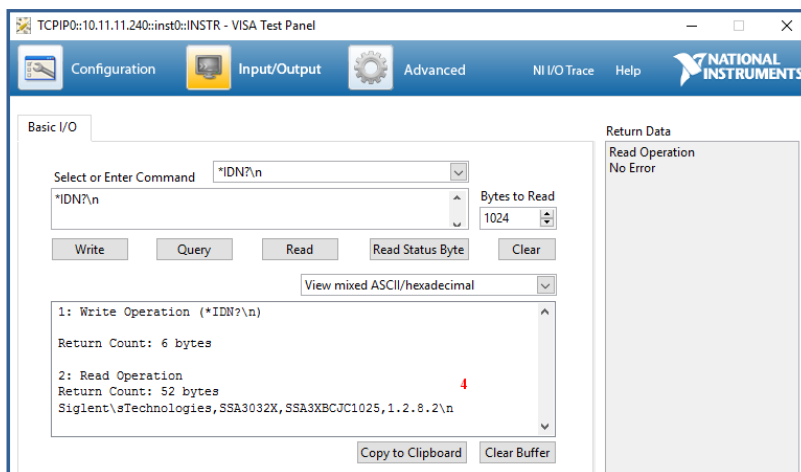 TCPIP0::10.11.11.240::inst0::INSTR - VISA Test Panel
Configuration Input/Output Advanced NI I/O Trace Help NATIONAL INSTRUMENTS
Basic I/O
Return Data
Select or Enter Command *IDN?\n
Read Operation
No Error
*IDN?\n
Bytes to Read
1024
Write Query Read Read Status Byte Clear
View mixed ASCII/hexadecimal
1: Write Operation (*IDN?\n)
Return Count: 6 bytes
2: Read Operation
4
Return Count: 52 bytes
Siglent\sTechnologies,SSA3032X,SSA3XBCJC1025,1.2.8.2\n
Copy to Clipboard Clear Buffer